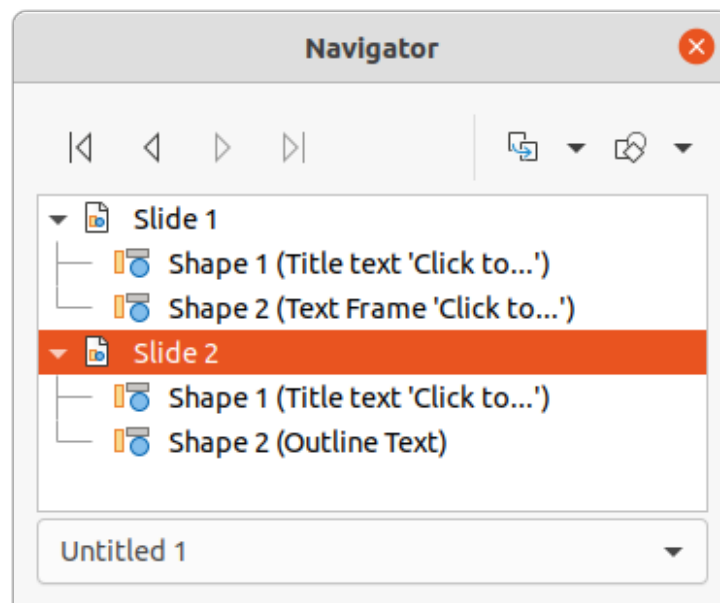 Navigator
Slide 1
Shape 1 (Title text 'Click to...')
Shape 2 (Text Frame 'Click to...')
Slide 2
Shape 1 (Title text 'Click to...')
Shape 2 (Outline Text)
Untitled 1